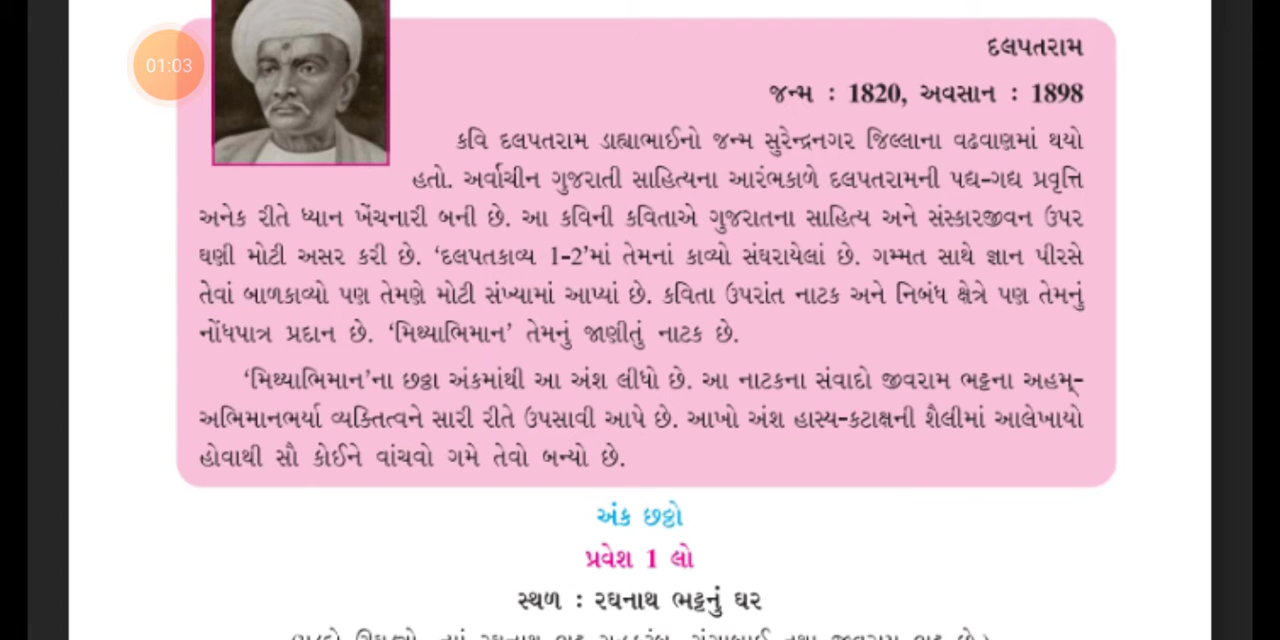 01:03
દલપતરામ
જન્મ : 1820, અવસાન : 1898
કવિ દલપતરામ ડાહ્યાભાઈનો જન્મ સુરેન્દ્રનગર જિલ્લાના વઢવાણમાં થયો
હતો. અર્વાચીન ગુજરાતી સાહિત્યના આરંભકાળે દલપતરામની પદ્ય-ગદ્ય પ્રવૃત્તિ
અનેક રીતે ધ્યાન ખેંચનારી બની છે. આ કવિની કવિતાએ ગુજરાતના સાહિત્ય અને સંસ્કારજીવન ઉપર
ઘણી મોટી અસર કરી છે. ‘દલપતકાવ્ય 1-2’માં તેમનાં કાવ્યો સંઘરાયેલાં છે. ગમ્મત સાથે જ્ઞાન પીરસે
તેવાં બાળકાવ્યો પણ તેમણે મોટી સંખ્યામાં આપ્યાં છે. કવિતા ઉપરાંત નાટક અને નિબંધ ક્ષેત્રે પણ તેમનું
નોંધપાત્ર પ્રદાન છે. ‘મિથ્યાભિમાન’ તેમનું જાણીતું નાટક છે.
‘મિથ્યાભિમાન’ના છઠ્ઠા અંકમાંથી આ અંશ લીધો છે. આ નાટકના સંવાદો જીવરામ ભટ્ટના અહમ્-
અભિમાનભર્યા વ્યક્તિત્વને સારી રીતે ઉપસાવી આપે છે. આખો અંશ હાસ્ય-કટાક્ષની શૈલીમાં આલેખાયો
હોવાથી સૌ કોઈને વાંચવો ગમે તેવો બન્યો છે.
અંક છઠ્ઠો
પ્રવેશ 1 લો
સ્થળ : રઘનાથ ભટ્ટનું ઘર